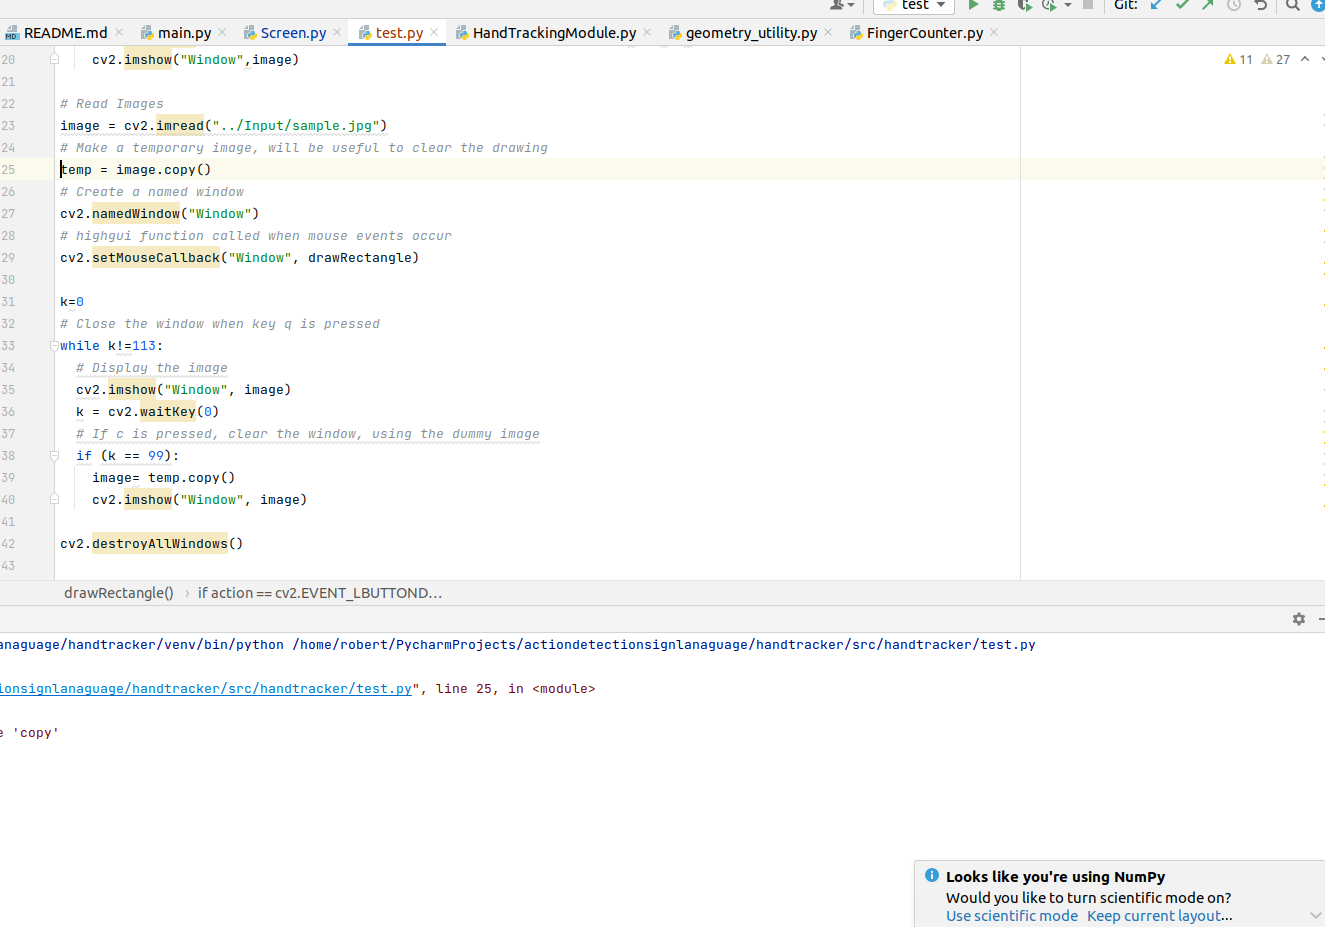 test
Git:
README.md
main.py
Screen.py
test.py
HandTrackingModule.py
geometry_utility.py
FingerCounter.py
20 cv2.imshow("Window",image)
11 27
21
22 # Read Images
23 image = cv2.imread("../Input/sample.jpg")
24 # Make a temporary image, will be useful to clear the drawing
25 temp = image.copy()
26 # Create a named window
27 cv2.namedWindow("Window")
28 # highgui function called when mouse events occur
29 cv2.setMouseCallback("Window", drawRectangle)
30
31 k=0
32 # Close the window when key q is pressed
33 while k!=113:
34 # Display the image
35 cv2.imshow("Window", image)
36 k = cv2.waitKey(0)
37 # If c is pressed, clear the window, using the dummy image
38 if (k == 99):
39 image= temp.copy()
40 cv2.imshow("Window", image)
41
42 cv2.destroyAllWindows()
43
drawRectangle() › if action == cv2.EVENT_LBUTTOND...
anaguage/handtracker/venv/bin/python /home/robert/PycharmProjects/actiondetectionsignlanaguage/handtracker/src/handtracker/test.py
ionsignlanaguage/handtracker/src/handtracker/test.py", line 25, in <module>
e 'copy'
Looks like you're using NumPy
Would you like to turn scientific mode on?
Use scientific mode Keep current layout...